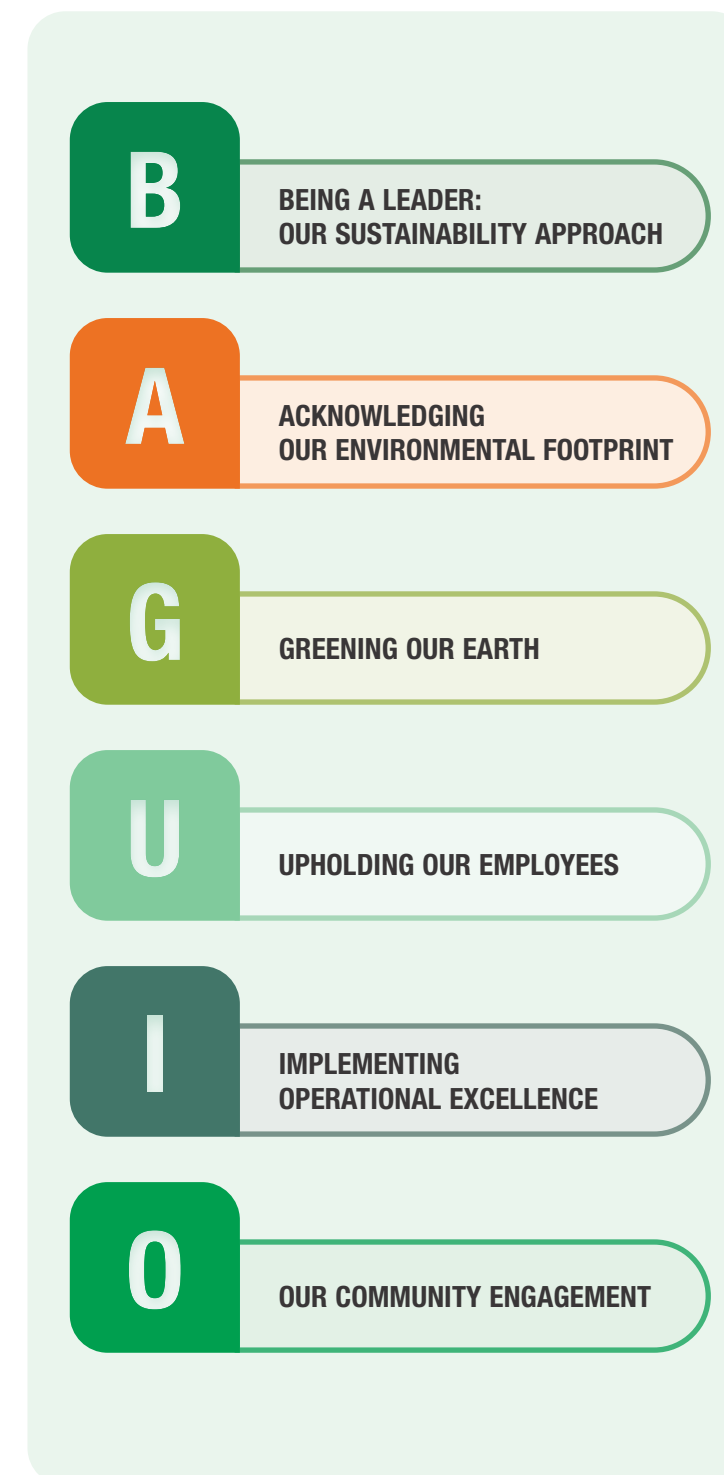 B
BEING A LEADER:
OUR SUSTAINABILITY APPROACH
A
ACKNOWLEDGING
OUR ENVIRONMENTAL FOOTPRINT
G
GREENING OUR EARTH
U
UPHOLDING OUR EMPLOYEES
I
IMPLEMENTING
OPERATIONAL EXCELLENCE
O
OUR COMMUNITY ENGAGEMENT